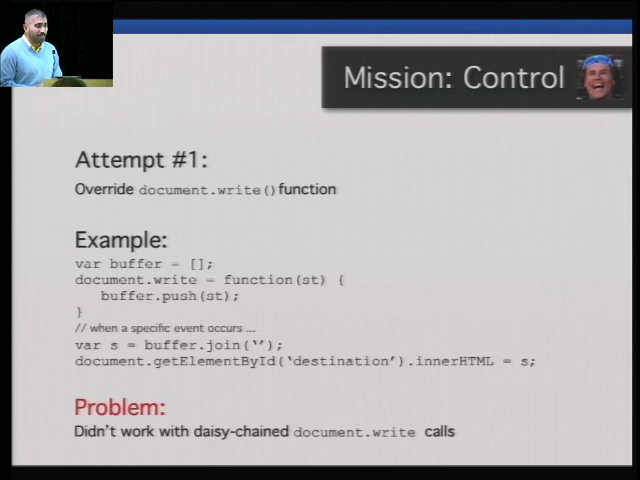 Mission: Control
Attempt #1:
Override document.write() function
Example:
var buffer = [];
document.write = function(st) {
buffer.push(st);
}
// when a specific event occurs ...
var s = buffer.join('');
document.getElementById('destination').innerHTML = s;
Problem:
Didn't work with daisy-chained document.write calls